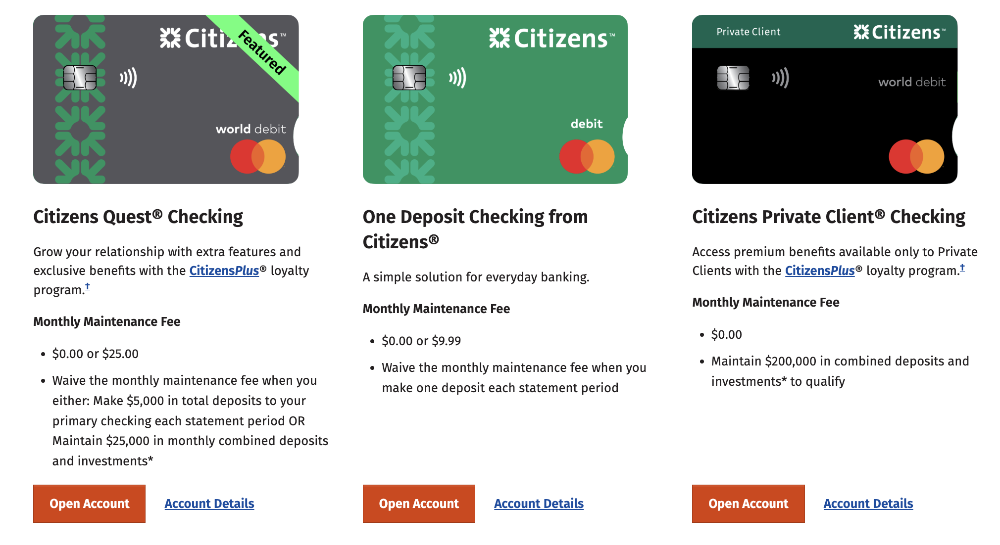 Citizens™
Featured
world debit
Citizens Quest® Checking
Grow your relationship with extra features and
exclusive benefits with the CitizensPlus® loyalty
program.†
Monthly Maintenance Fee
• $0.00 or $25.00
• Waive the monthly maintenance fee when you
either: Make $5,000 in total deposits to your
primary checking each statement period OR
Maintain $25,000 in monthly combined deposits
and investments*
Open Account
Account Details
Citizens™
debit
One Deposit Checking from
Citizens®
A simple solution for everyday banking.
Monthly Maintenance Fee
• $0.00 or $9.99
• Waive the monthly maintenance fee when you
make one deposit each statement period
Open Account
Account Details
Private Client
Citizens™
world debit
Citizens Private Client® Checking
Access premium benefits available only to Private
Clients with the CitizensPlus® loyalty program.†
Monthly Maintenance Fee
• $0.00
• Maintain $200,000 in combined deposits and
investments* to qualify
Open Account
Account Details